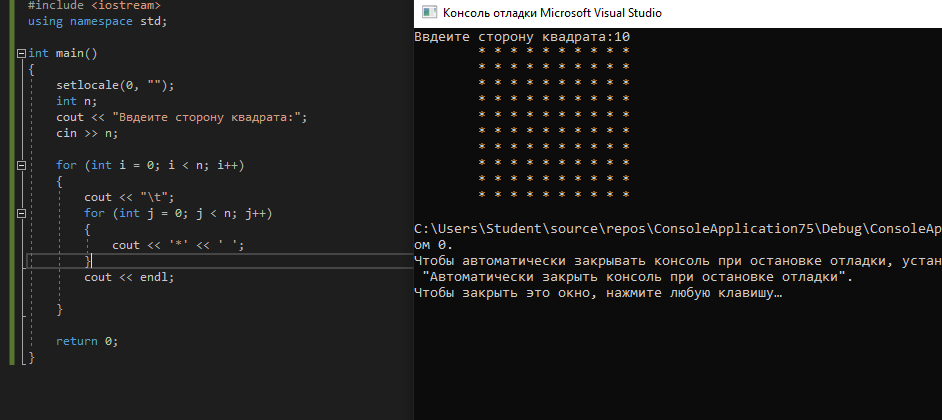 #include <iostream>
using namespace std;
int main()
{
setlocale(0, "");
int n;
cout << "Ввдеите сторону квадрата:";
cin >> n;
for (int i = 0; i < n; i++)
{
cout << "\t";
for (int j = 0; j < n; j++)
{
cout << '*' << ' ';
}
cout << endl;
}
return 0;
}
Консоль отладки Microsoft Visual Studio
Ввдеите сторону квадрата:10
* * * * * * * * * *
* * * * * * * * * *
* * * * * * * * * *
* * * * * * * * * *
* * * * * * * * * *
* * * * * * * * * *
* * * * * * * * * *
* * * * * * * * * *
* * * * * * * * * *
* * * * * * * * * *
C:\Users\Student\source\repos\ConsoleApplication75\Debug\ConsoleAp
ом 0.
Чтобы автоматически закрывать консоль при остановке отладки, устан
"Автоматически закрыть консоль при остановке отладки".
Чтобы закрыть это окно, нажмите любую клавишу…